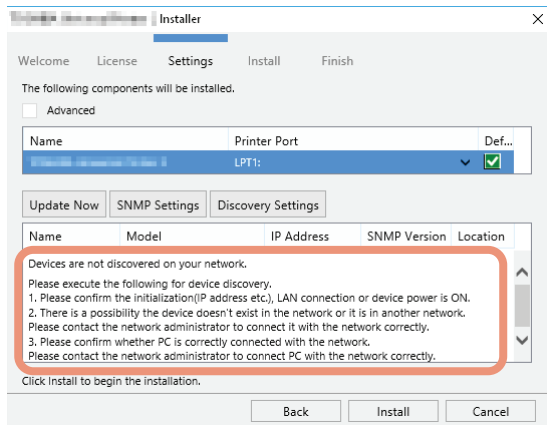 Installer
Welcome License Settings Install Finish
The following components will be installed.
Advanced
Name Printer Port Def...
LPT1:
Update Now SNMP Settings Discovery Settings
Name Model IP Address SNMP Version Location
Devices are not discovered on your network.
Please execute the following for device discovery.
1. Please confirm the initialization(IP address etc.), LAN connection or device power is ON.
2. There is a possibility the device doesn't exist in the network or it is in another network.
Please contact the network administrator to connect it with the network correctly.
3. Please confirm whether PC is correctly connected with the network.
Please contact the network administrator to connect PC with the network correctly.
Click Install to begin the installation.
Back Install Cancel